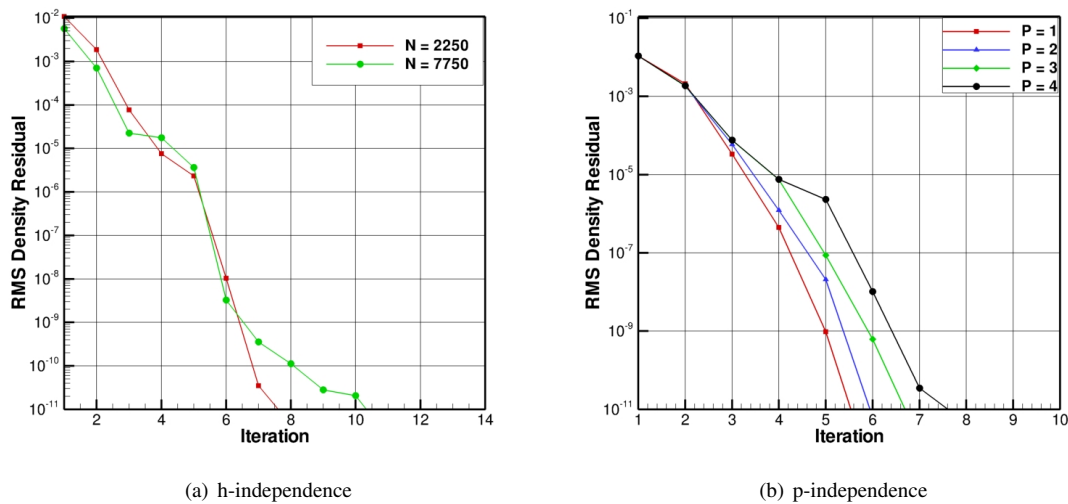 10^-2
10^-3
10^-4
10^-5
10^-6
10^-7
10^-8
10^-9
10^-10
10^-11
RMS Density Residual
N = 2250
N = 7750
2 4 6 8 10 12 14
Iteration
(a) h-independence
10^-1
10^-3
10^-5
10^-7
10^-9
10^-11
RMS Density Residual
P = 1
P = 2
P = 3
P = 4
1 2 3 4 5 6 7 8 9 10
Iteration
(b) p-independence